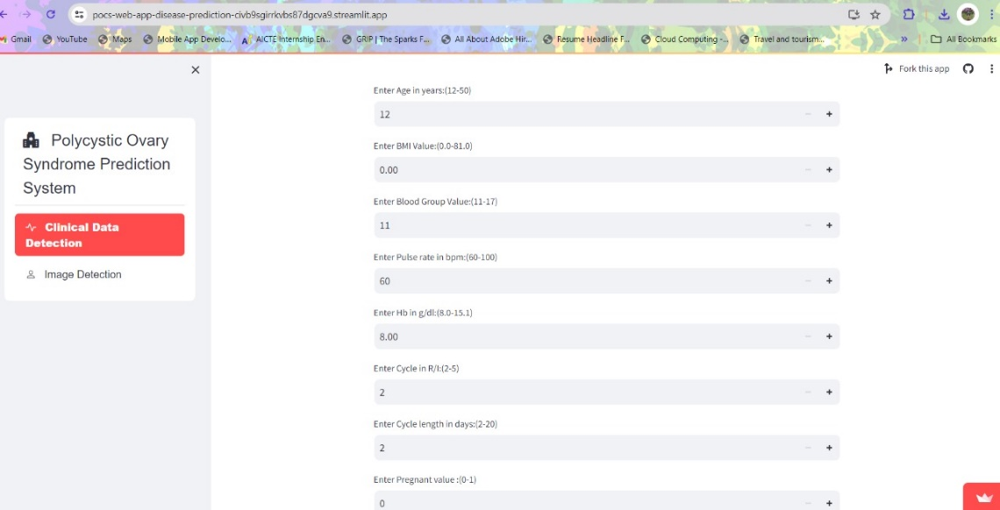 pocs-web-app-disease-prediction-civb9sgirrkvbs87dgcva9.streamlit.app
Gmail YouTube Maps Mobile App Develo... AICTE Internship En... GRIP | The Sparks F... All About Adobe Hir... Resume Headline F... Cloud Computing -... Travel and tourism... » All Bookmarks
Fork this app
Polycystic Ovary
Syndrome Prediction
System
Clinical Data
Detection
Image Detection
Enter Age in years:(12-50)
12
Enter BMI Value:(0.0-81.0)
0.00
Enter Blood Group Value:(11-17)
11
Enter Pulse rate in bpm:(60-100)
60
Enter Hb in g/dl:(8.0-15.1)
8.00
Enter Cycle in R/I:(2-5)
2
Enter Cycle length in days:(2-20)
2
Enter Pregnant value :(0-1)
0